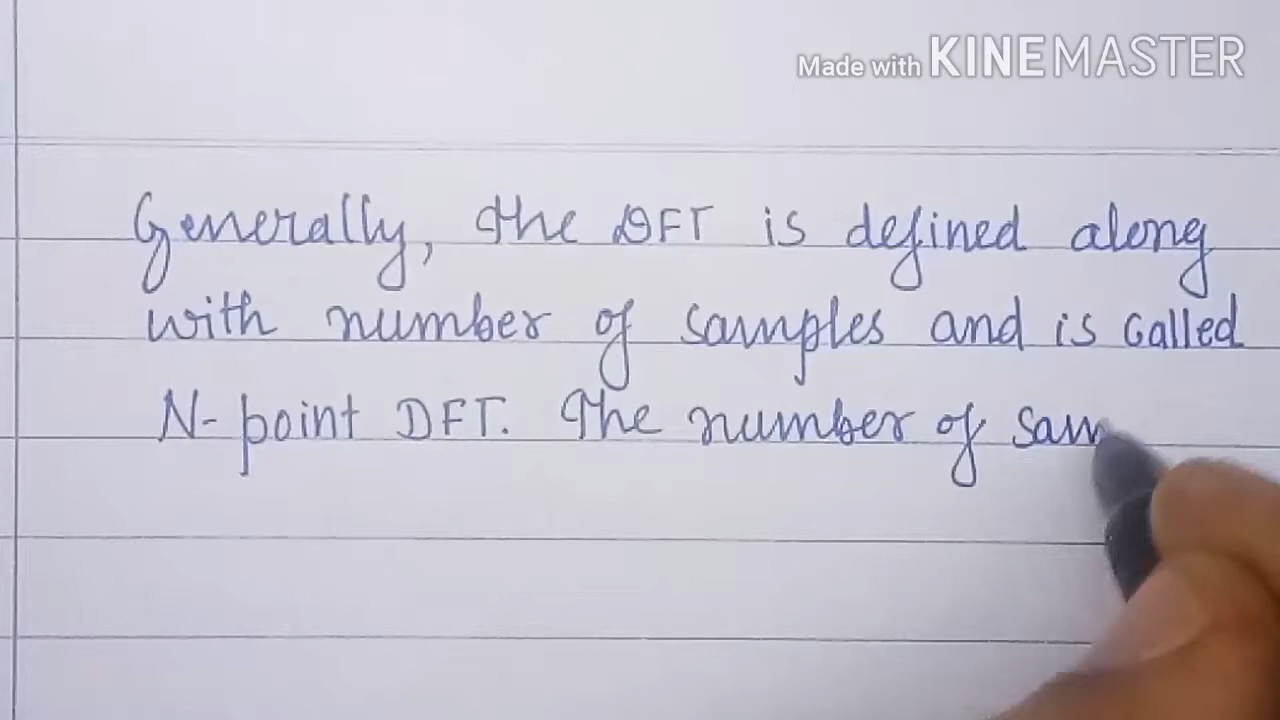 Made with KINEMASTER
Generally, the DFT is defined along
with number of samples and is called
N-point DFT. The number of sam